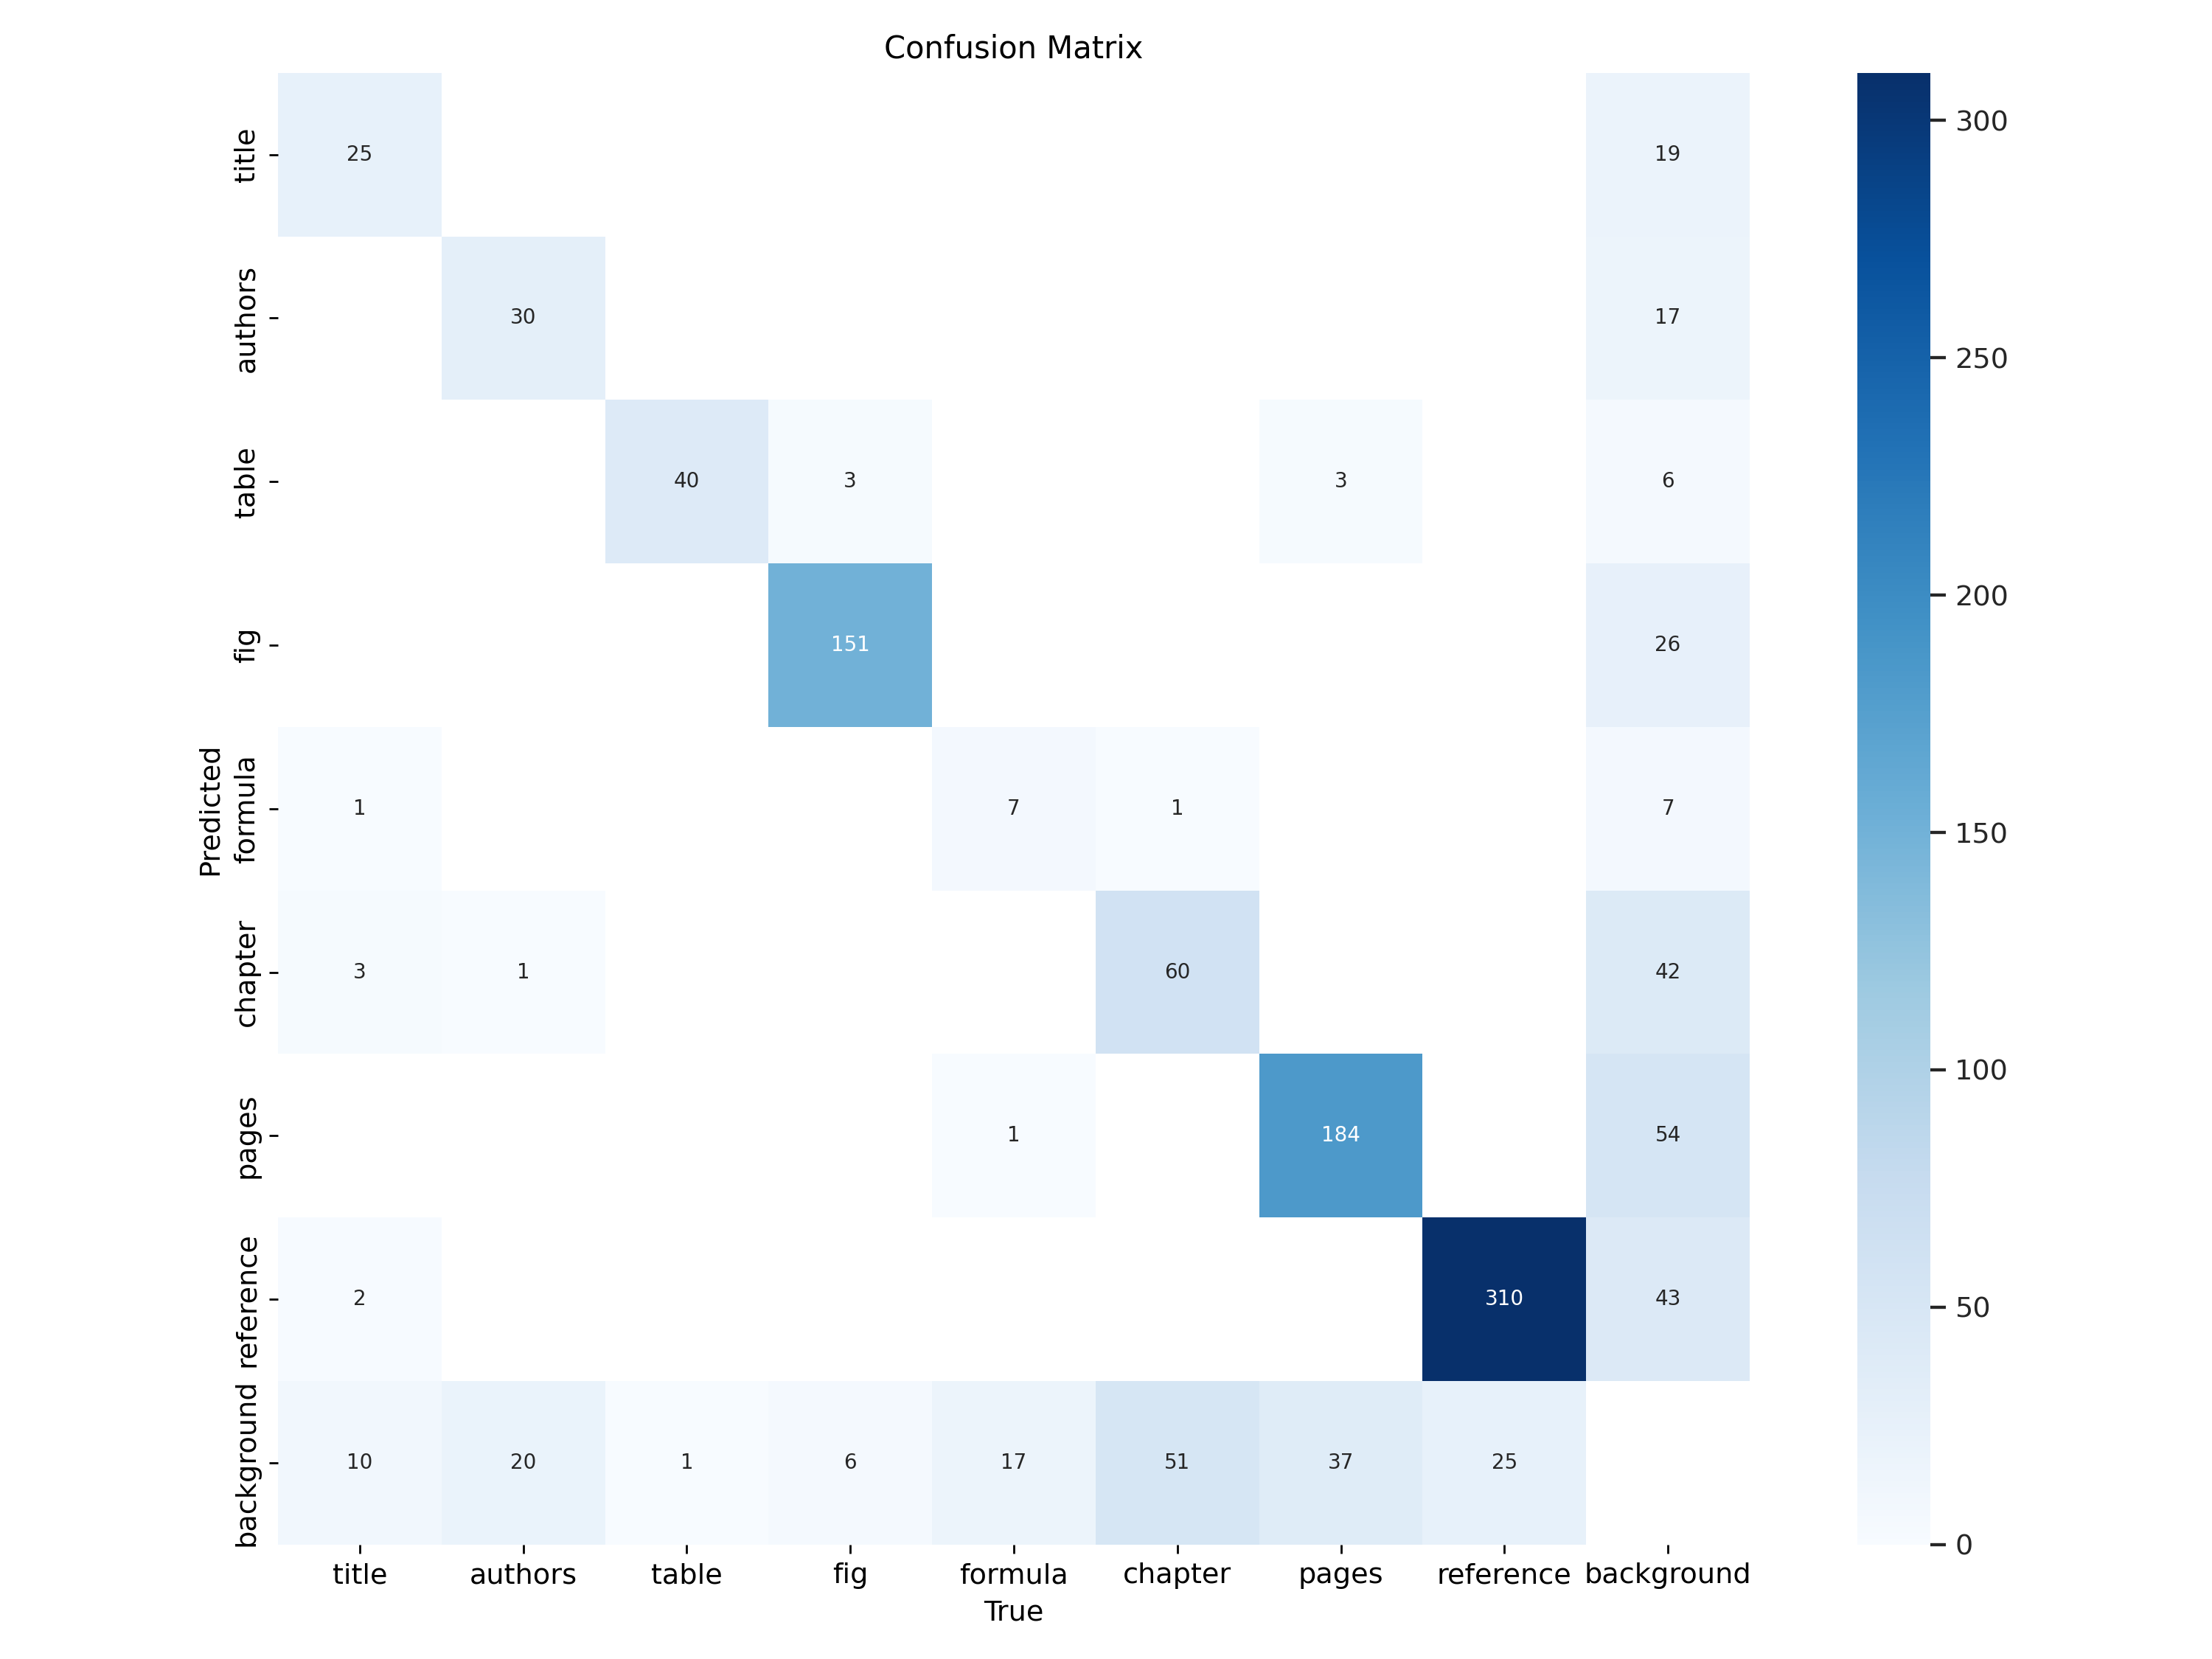 Confusion Matrix
title 25 19
authors 30 17
table 40 3 3 6
fig 151 26
formula 1 7 1 7
chapter 3 1 60 42
pages 1 184 54
reference 2 310 43
background 10 20 1 6 17 51 37 25
title authors table fig formula chapter pages reference background
True
Predicted
300
250
200
150
100
50
0